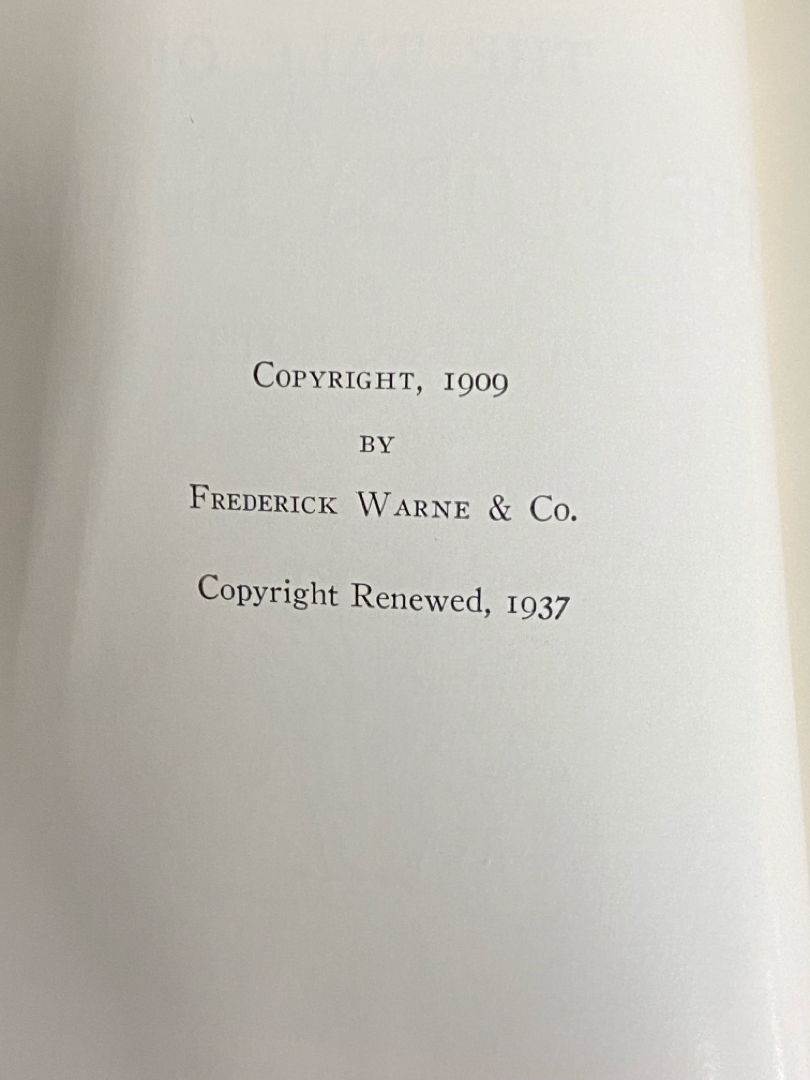 COPYRIGHT, 1909
BY
FREDERICK WARNE & CO.
Copyright Renewed, 1937